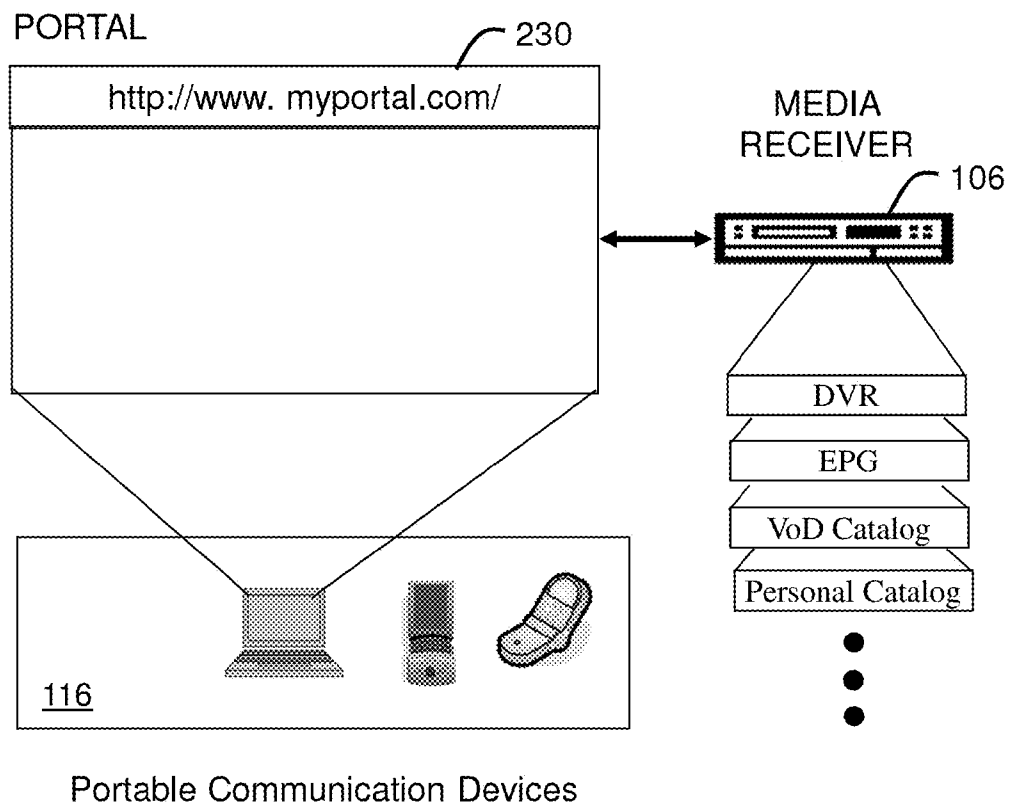 PORTAL
230
http://www. myportal.com/
MEDIA
RECEIVER
106
DVR
EPG
VoD Catalog
Personal Catalog
116
Portable Communication Devices